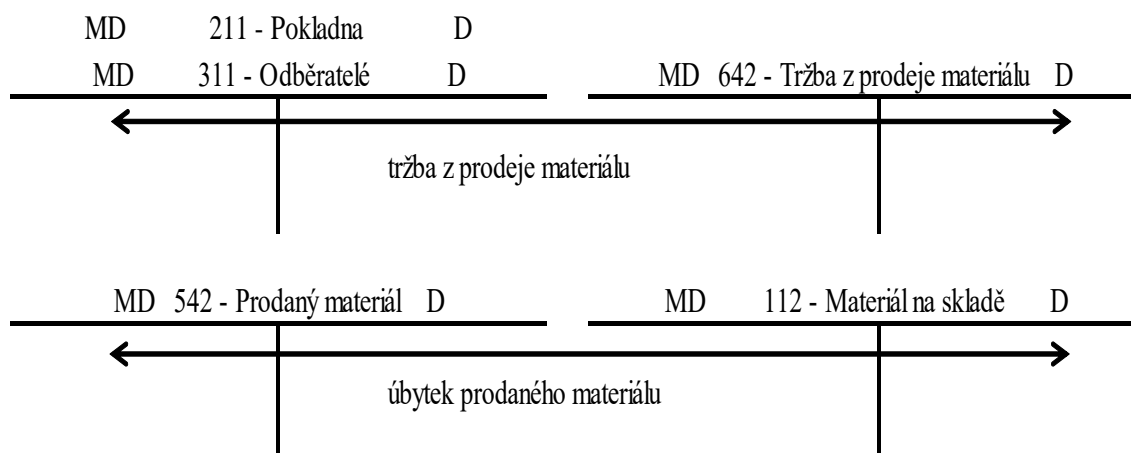 MD 211 - Pokladna D
MD 311 - Odběratelé D MD 642 - Tržba z prodeje materiálu D
tržba z prodeje materiálu
MD 542 - Prodaný materiál D MD 112 - Materiál na skladě D
úbytek prodaného materiálu